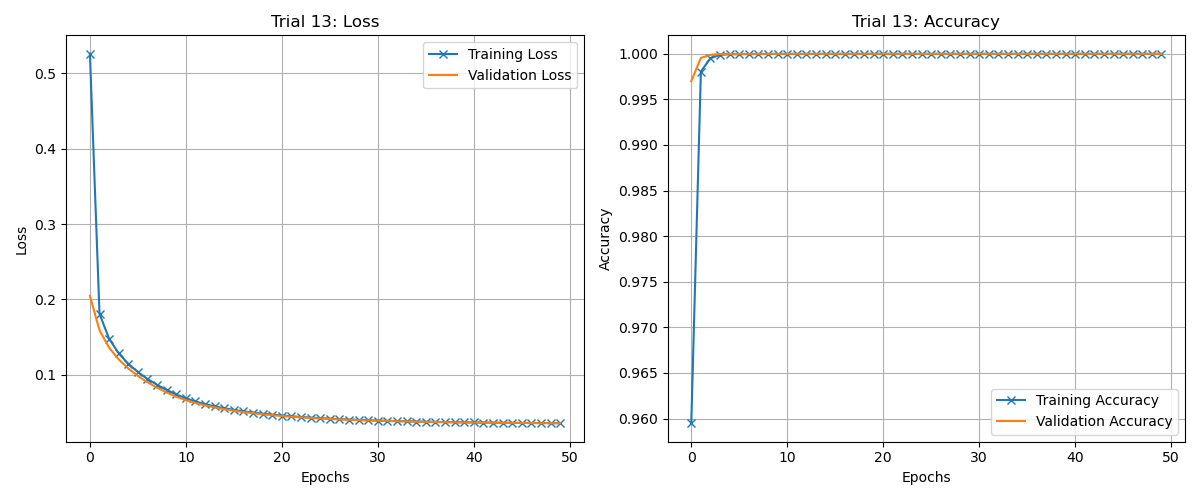 Trial 13: Loss
Loss
0.5
0.4
0.3
0.2
0.1
0
10
20
30
40
50
Epochs
Training Loss
Validation Loss
Trial 13: Accuracy
Accuracy
1.000
0.995
0.990
0.985
0.980
0.975
0.970
0.965
0.960
0
10
20
30
40
50
Epochs
Training Accuracy
Validation Accuracy